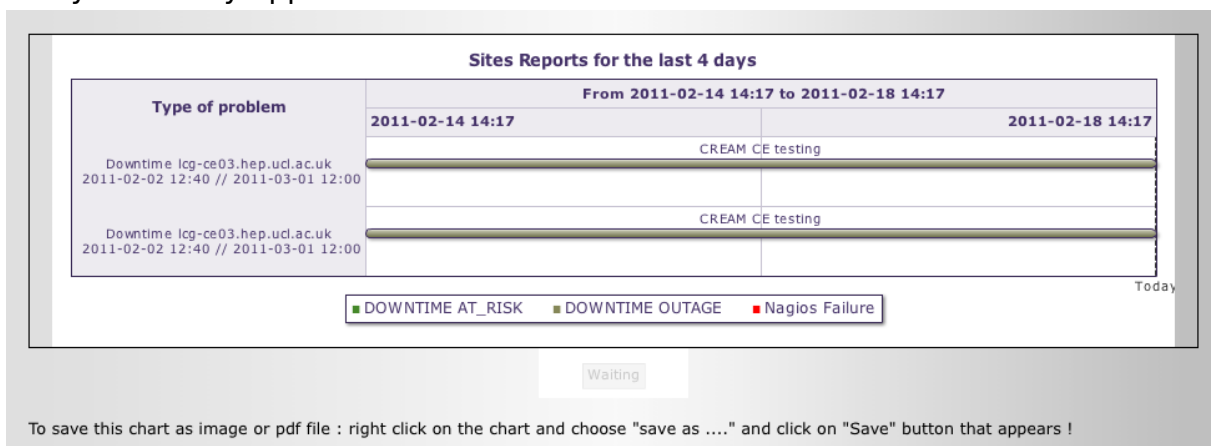 Sites Reports for the last 4 days
Type of problem
From 2011-02-14 14:17 to 2011-02-18 14:17
2011-02-14 14:17
2011-02-18 14:17
Downtime lcg-ce03.hep.ucl.ac.uk
2011-02-02 12:40 // 2011-03-01 12:00
CREAM CE testing
Downtime lcg-ce03.hep.ucl.ac.uk
2011-02-02 12:40 // 2011-03-01 12:00
CREAM CE testing
Today
DOWNTIME AT_RISK DOWNTIME OUTAGE Nagios Failure
Waiting
To save this chart as image or pdf file : right click on the chart and choose "save as ...." and click on "Save" button that appears !